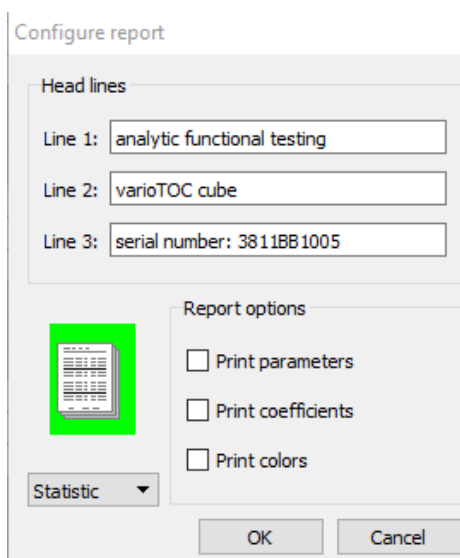 Configure report
Head lines
Line 1: analytic functional testing
Line 2: varioTOC cube
Line 3: serial number: 3811BB1005
Report options
Print parameters
Print coefficients
Print colors
Statistic
OK Cancel